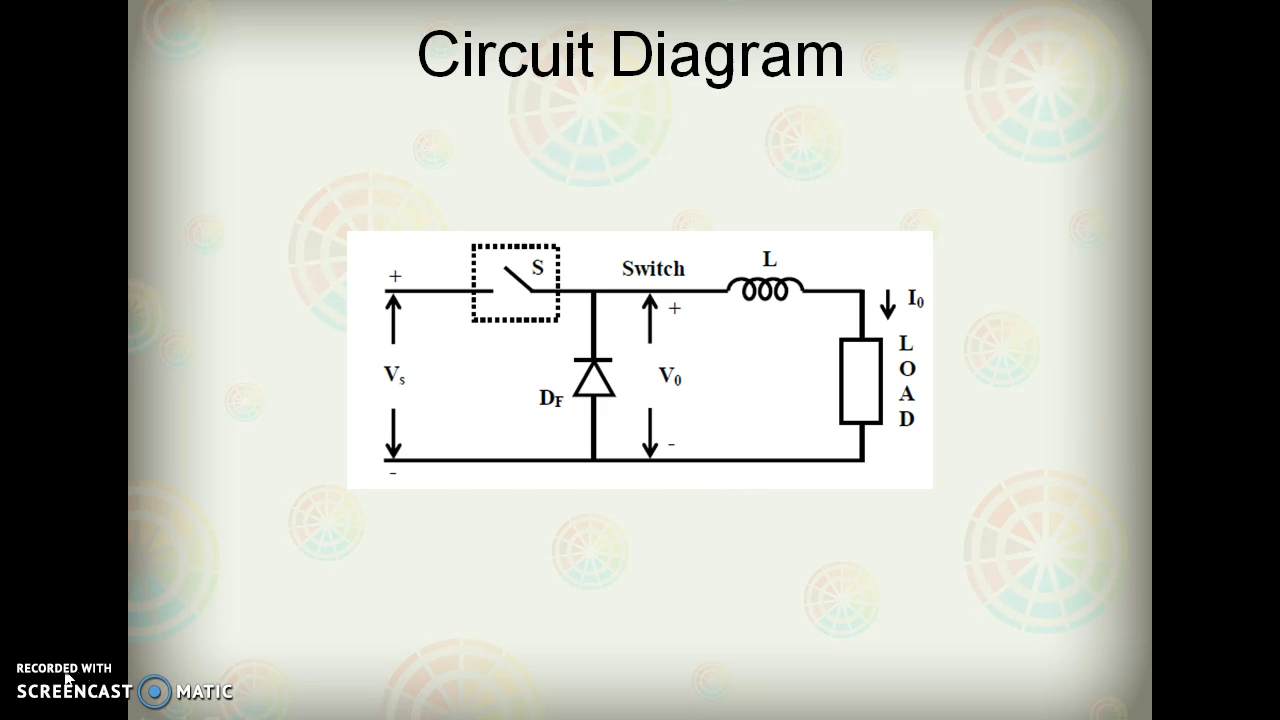 Circuit Diagram
+
S
Switch
L
+
I0
Vs
DF
V0
L
O
A
D
-
-
RECORDED WITH
SCREENCAST MATIC